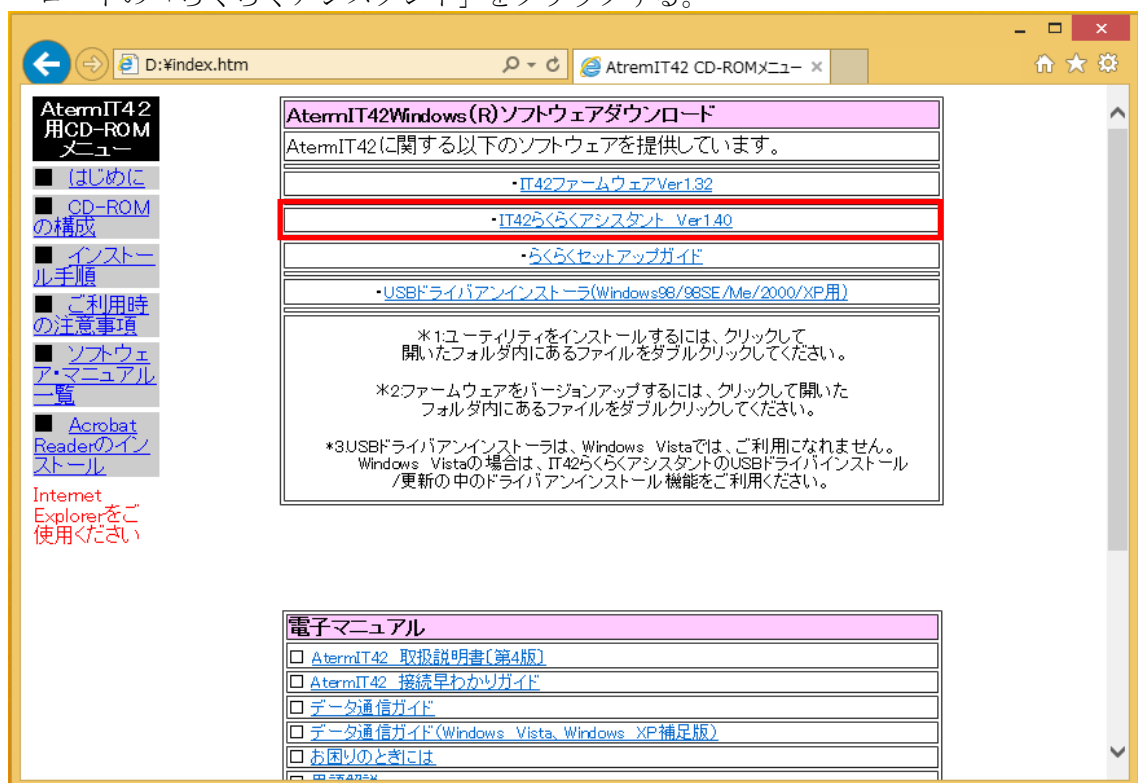 ロードの「らくらくアシスタント」をクリックする。
D:¥index.htm
AtremIT42 CD-ROMメニュー
AtermIT42
用CD-ROM
メニュー
■ はじめに
■ CD-ROM
の構成
■ インストー
ル手順
■ ご利用時
の注意事項
■ ソフトウェ
ア・マニュアル
一覧
■ Acrobat
Readerのイン
ストール
Internet
Explorerをご
使用ください
AtermIT42Windows(R)ソフトウェアダウンロード
AtermIT42に関する以下のソフトウェアを提供しています。
・IT42ファームウェアVer1.32
・IT42らくらくアシスタント Ver1.40
・らくらくセットアップガイド
・USBドライバアンインストーラ(Windows98/98SE/Me/2000/XP用)
＊1:ユーティリティをインストールするには、クリックして
開いたフォルダ内にあるファイルをダブルクリックしてください。
＊2:ファームウェアをバージョンアップするには、クリックして開いた
フォルダ内にあるファイルをダブルクリックしてください。
*3.USBドライバアンインストーラは、Windows Vistaでは、ご利用になれません。
Windows Vistaの場合は、IT42らくらくアシスタントのUSBドライバインストール
/更新の中のドライバアンインストール機能をご利用ください。
電子マニュアル
□ AtermIT42 取扱説明書〔第4版〕
□ AtermIT42 接続早わかりガイド
□ データ通信ガイド
□ データ通信ガイド(Windows Vista、Windows XP補足版)
□ お困りのときには
□ 用語解説